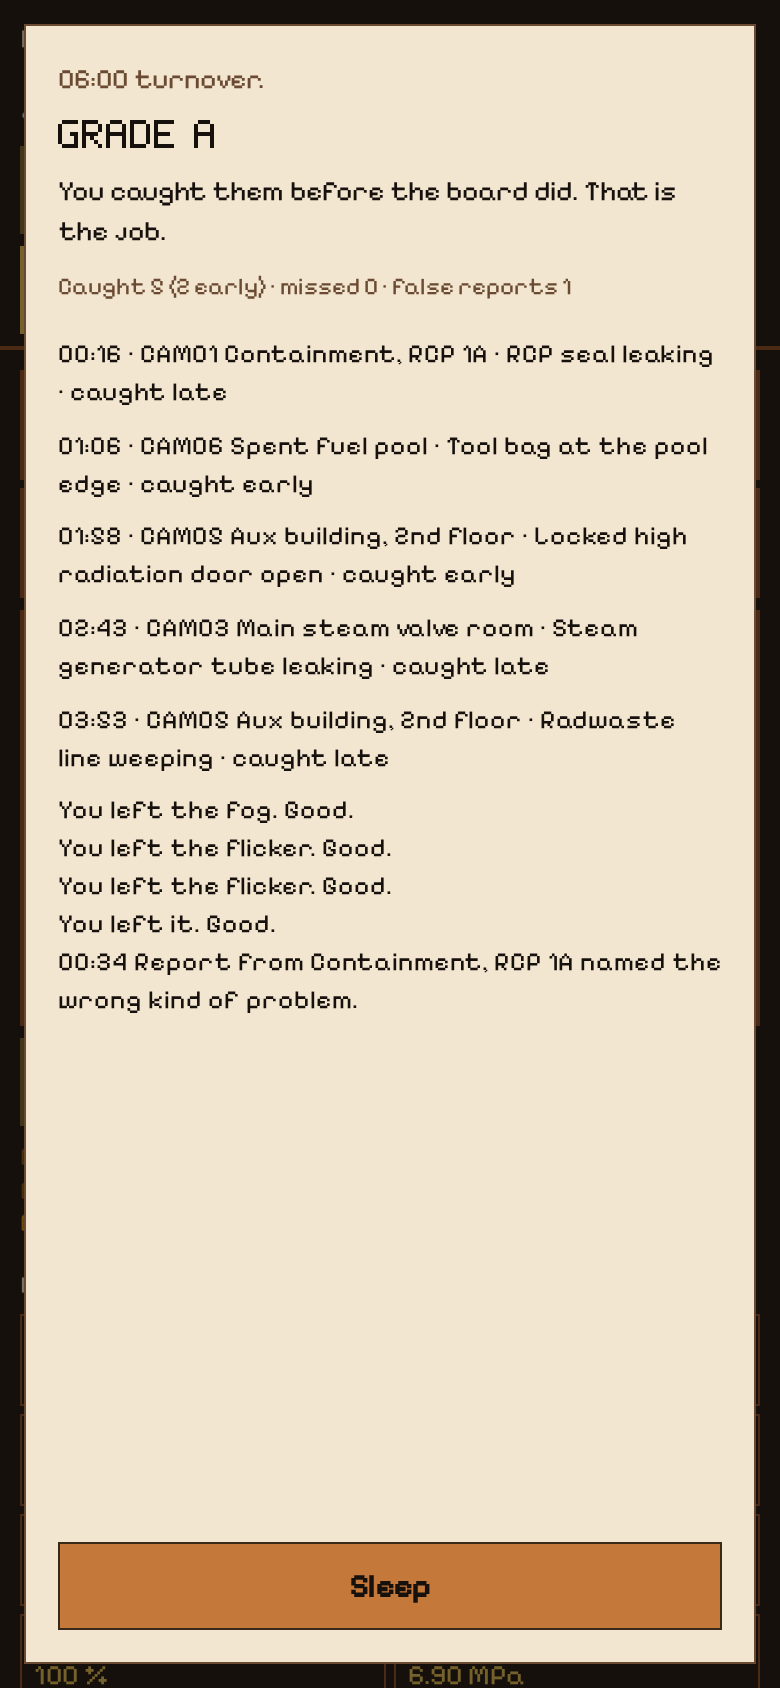 06:00 turnover.
GRADE A
You caught them before the board did. That is
the job.
Caught 5 (2 early) · missed 0 · False reports 1
00:16 · CAM01 Containment, RCP 1A · RCP seal leaking
· caught late
01:06 · CAM06 Spent fuel pool · Tool bag at the pool
edge · caught early
01:58 · CAM05 Aux building, 2nd floor · Locked high
radiation door open · caught early
02:43 · CAM03 Main steam valve room · Steam
generator tube leaking · caught late
03:53 · CAM05 Aux building, 2nd floor · Radwaste
line weeping · caught late
You left the fog. Good.
You left the flicker. Good.
You left the flicker. Good.
You left it. Good.
00:34 Report from Containment, RCP 1A named the
wrong kind of problem.
Sleep
100 %
6.90 MPa